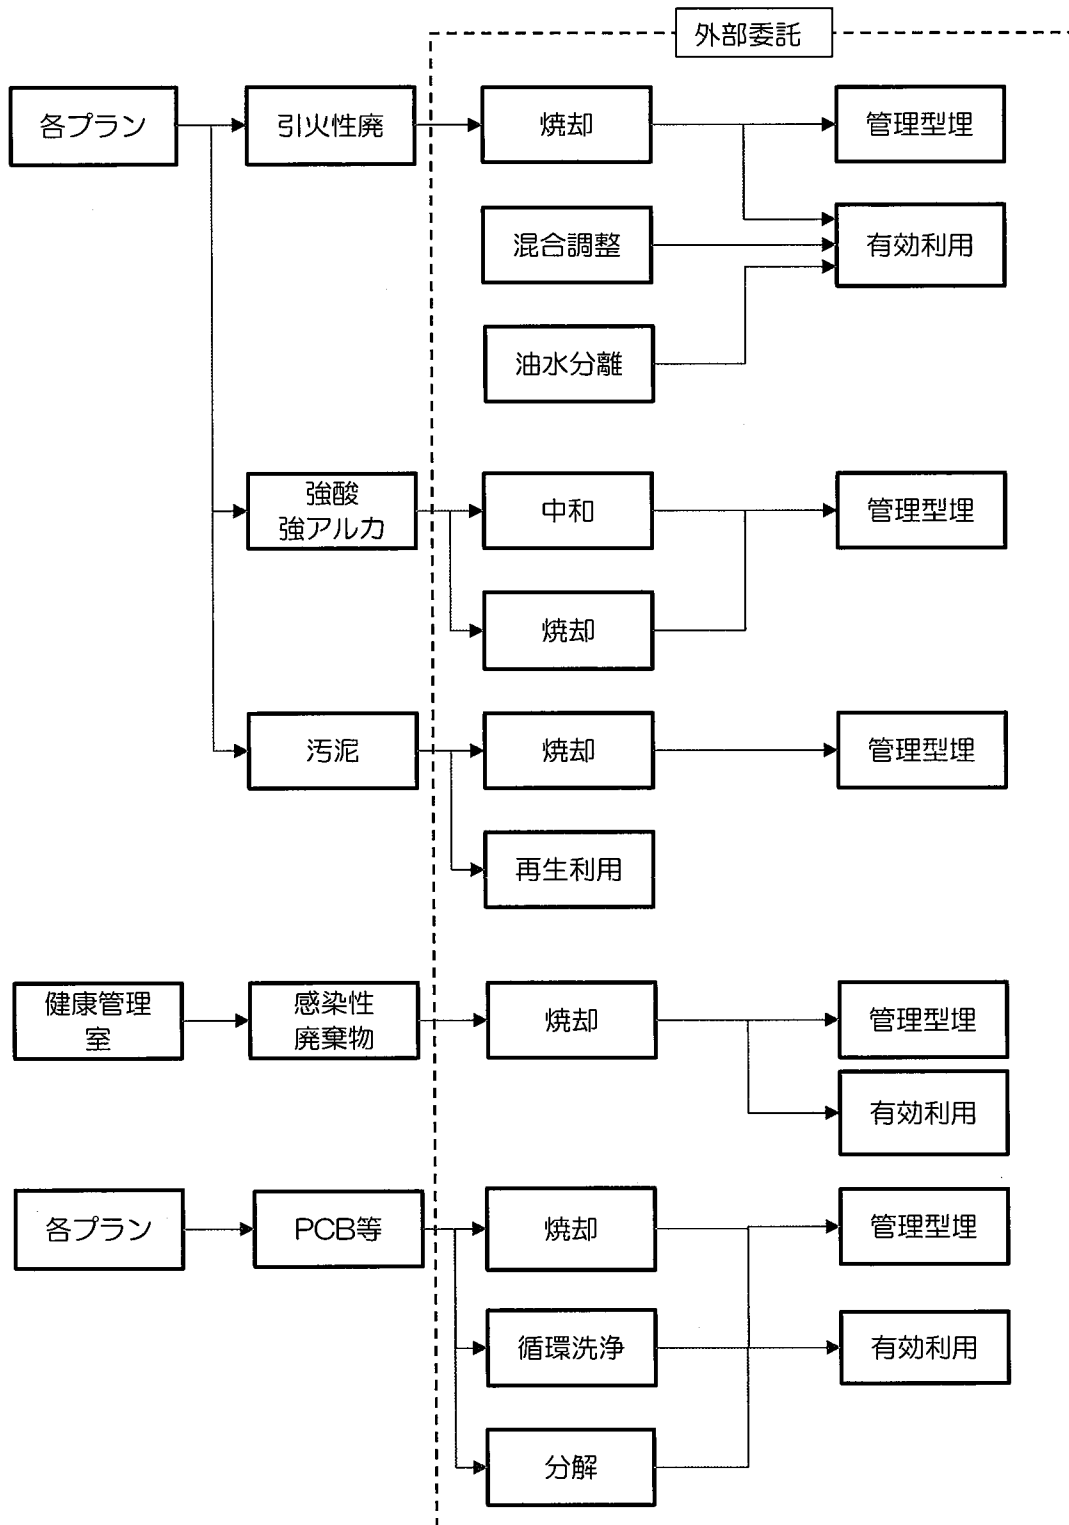 外部委託
各プラン
引火性廃
焼却
管理型埋
混合調整
有効利用
油水分離
強酸
強アルカ
中和
管理型埋
焼却
汚泥
焼却
管理型埋
再生利用
健康管理
室
感染性
廃棄物
焼却
管理型埋
有効利用
各プラン
PCB等
焼却
管理型埋
循環洗浄
有効利用
分解